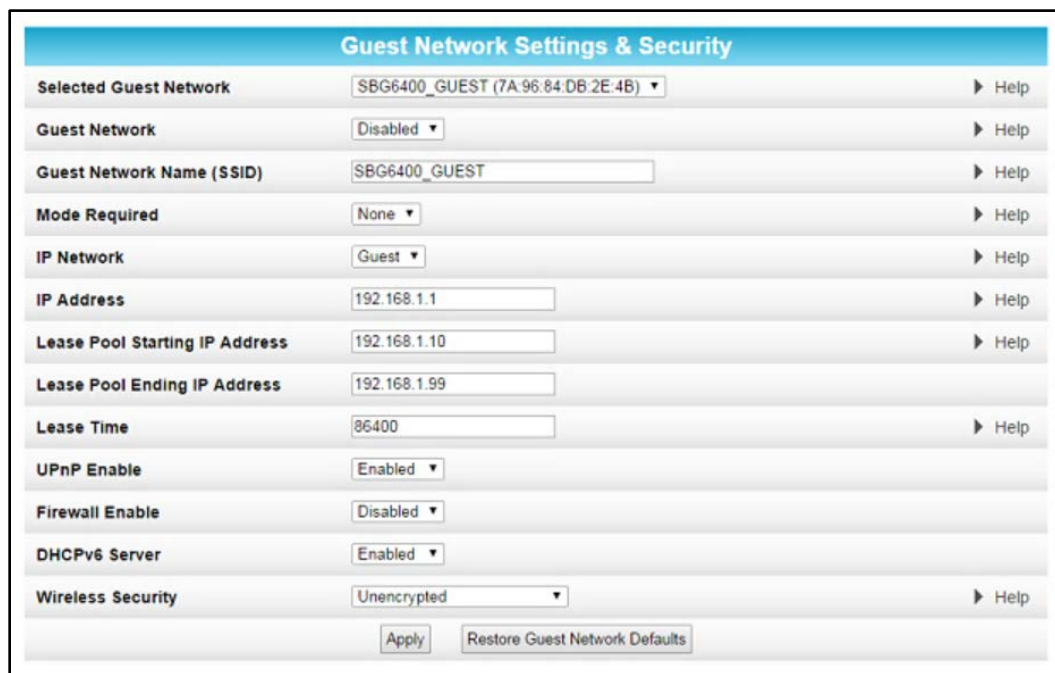 Guest Network Settings & Security
Selected Guest Network SBG6400_GUEST (7A:96:84:DB:2E:4B) Help
Guest Network Disabled Help
Guest Network Name (SSID) SBG6400_GUEST Help
Mode Required None Help
IP Network Guest Help
IP Address 192.168.1.1 Help
Lease Pool Starting IP Address 192.168.1.10 Help
Lease Pool Ending IP Address 192.168.1.99
Lease Time 86400 Help
UPnP Enable Enabled
Firewall Enable Disabled
DHCPv6 Server Enabled
Wireless Security Unencrypted Help
Apply Restore Guest Network Defaults